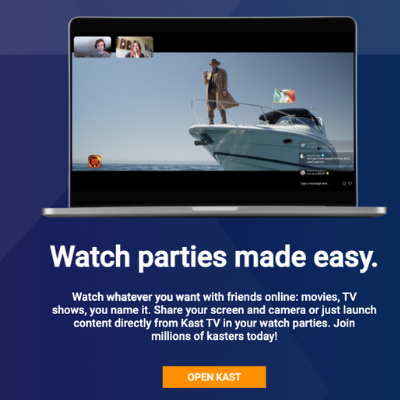 Watch parties made easy.
Watch whatever you want with friends online: movies, TV
shows, you name it. Share your screen and camera or just launch
content directly from Kast TV in your watch parties. Join
millions of kasters today!
OPEN KAST